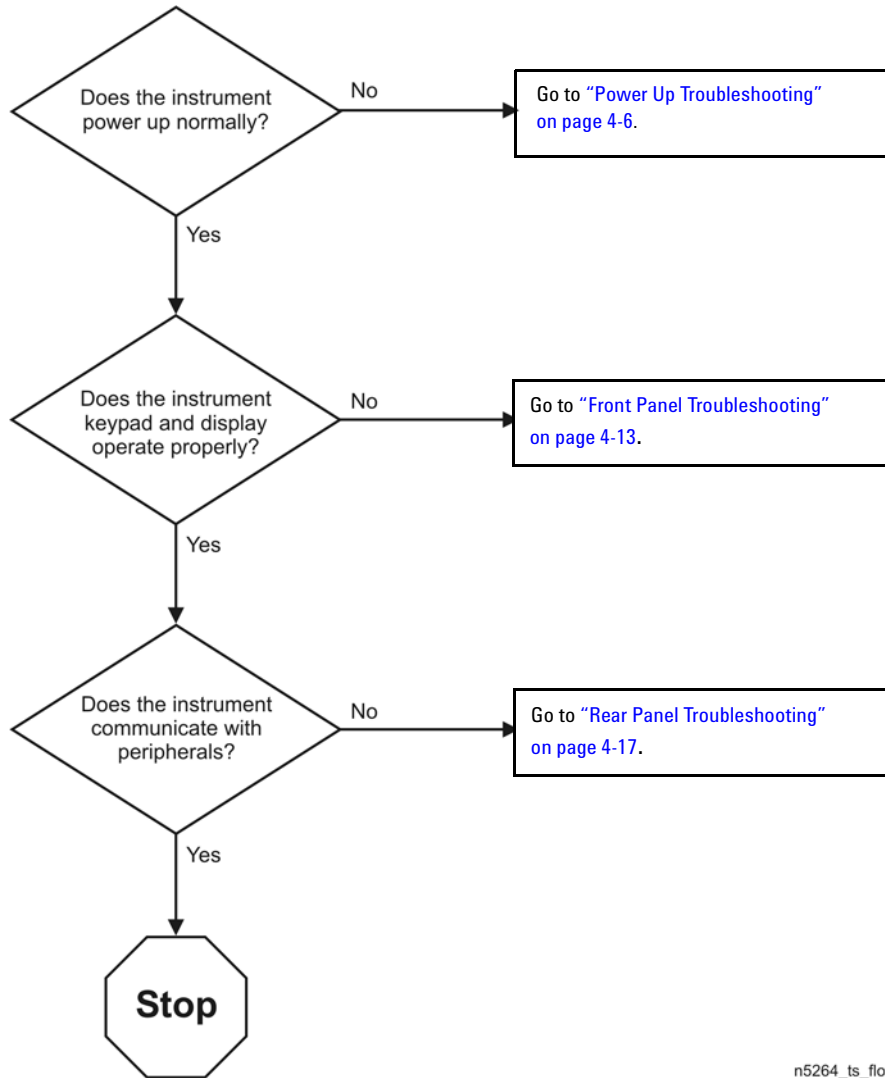 Does the instrument
power up normally?
No
Go to “Power Up Troubleshooting”
on page 4-6.
Yes
Does the instrument
keypad and display
operate properly?
No
Go to “Front Panel Troubleshooting”
on page 4-13.
Yes
Does the instrument
communicate with
peripherals?
No
Go to “Rear Panel Troubleshooting”
on page 4-17.
Yes
Stop
n5264_ts_flo